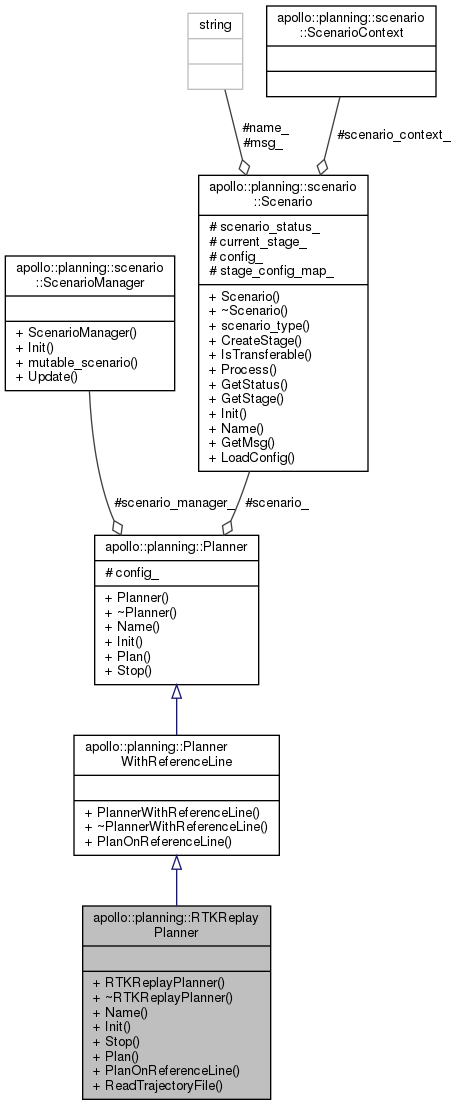 string
apollo::planning::scenario
::ScenarioContext
#name_
#msg_
#scenario_context_
apollo::planning::scenario
::Scenario
# scenario_status_
# current_stage_
# config_
# stage_config_map_
+ Scenario()
+ ~Scenario()
+ scenario_type()
+ CreateStage()
+ IsTransferable()
+ Process()
+ GetStatus()
+ GetStage()
+ Init()
+ Name()
+ GetMsg()
+ LoadConfig()
apollo::planning::scenario
::ScenarioManager
+ ScenarioManager()
+ Init()
+ mutable_scenario()
+ Update()
#scenario_manager_
#scenario_
apollo::planning::Planner
# config_
+ Planner()
+ ~Planner()
+ Name()
+ Init()
+ Plan()
+ Stop()
apollo::planning::Planner
WithReferenceLine
+ PlannerWithReferenceLine()
+ ~PlannerWithReferenceLine()
+ PlanOnReferenceLine()
apollo::planning::RTKReplay
Planner
+ RTKReplayPlanner()
+ ~RTKReplayPlanner()
+ Name()
+ Init()
+ Stop()
+ Plan()
+ PlanOnReferenceLine()
+ ReadTrajectoryFile()